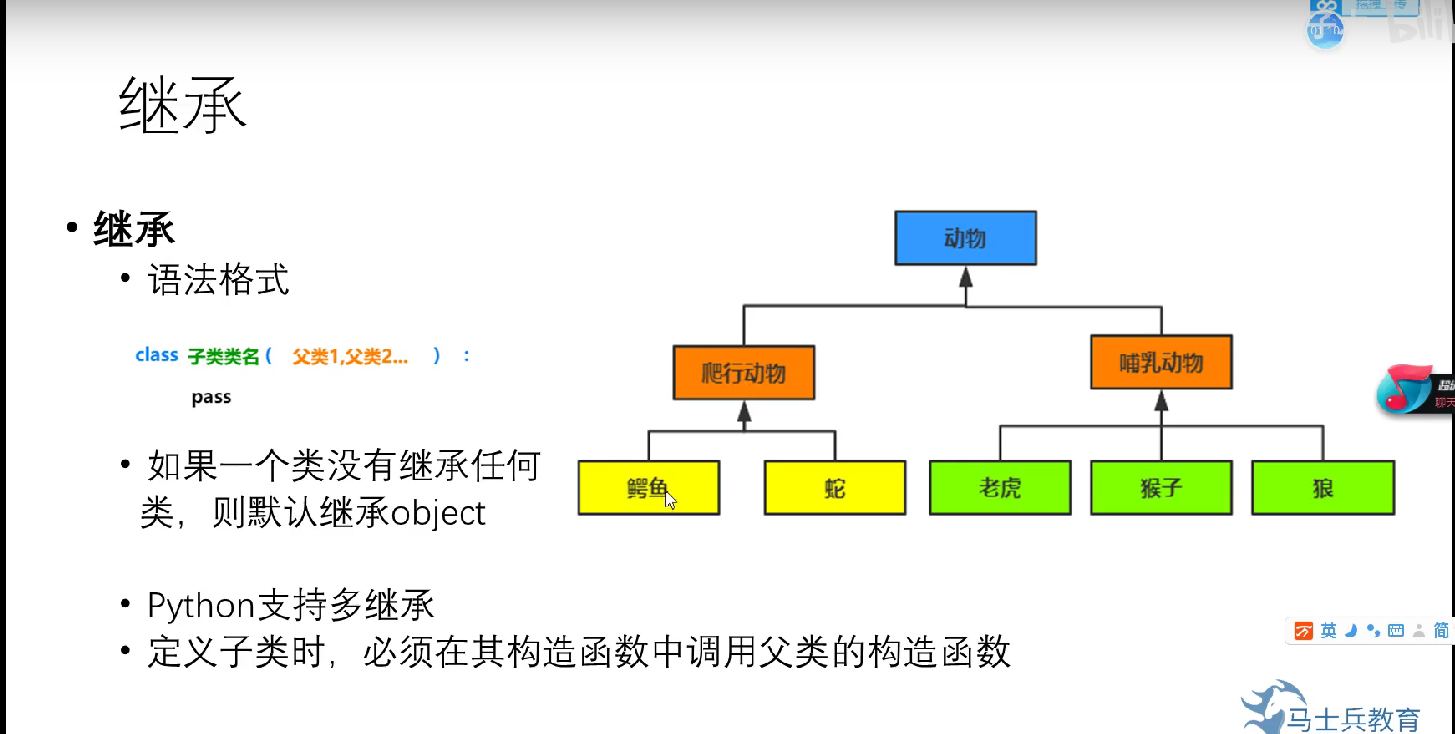 继承
• 继承
• 语法格式
class 子类类名( 父类1,父类2... ) :
pass
• 如果一个类没有继承任何
类，则默认继承object
• Python支持多继承
• 定义子类时，必须在其构造函数中调用父类的构造函数
动物
爬行动物
哺乳动物
鳄鱼
蛇
老虎
猴子
狼
聊天
英
简
马士兵教育